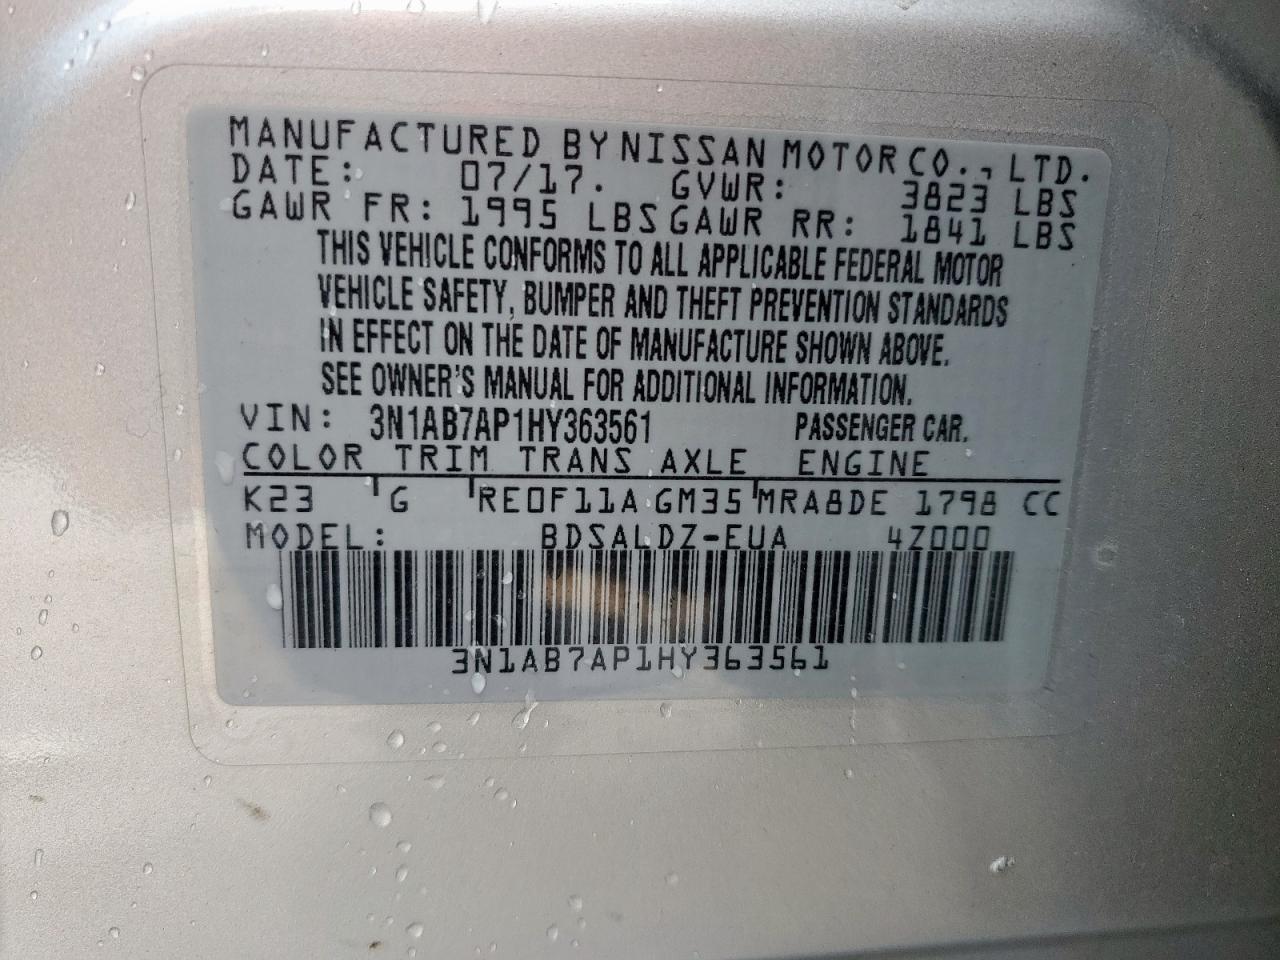 MANUFACTURED BY NISSAN MOTOR CO., LTD.
DATE: 07/17. GVWR: 3823 LBS
GAWR FR: 1995 LBS GAWR RR: 1841 LBS
THIS VEHICLE CONFORMS TO ALL APPLICABLE FEDERAL MOTOR
VEHICLE SAFETY, BUMPER AND THEFT PREVENTION STANDARDS
IN EFFECT ON THE DATE OF MANUFACTURE SHOWN ABOVE.
SEE OWNER'S MANUAL FOR ADDITIONAL INFORMATION.
VIN: 3N1AB7AP1HY363561 PASSENGER CAR.
COLOR TRIM TRANS AXLE ENGINE
K23 G RE0F11A GM35 MRA8DE 1798 CC
MODEL: BDSALDZ-EUA 4Z000
3N1AB7AP1HY363561